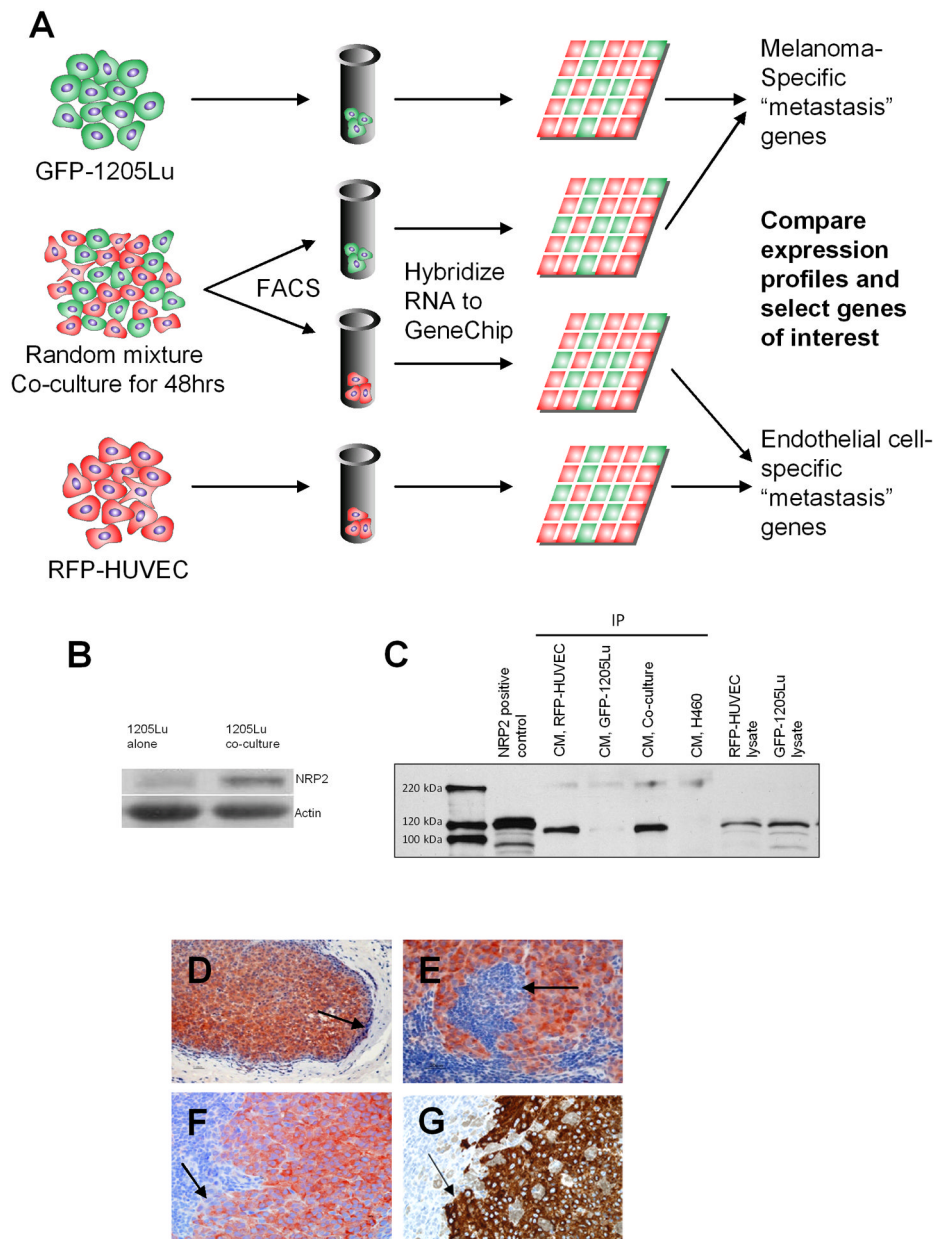 A
GFP-1205Lu
Random mixture
Co-culture for 48hrs
RFP-HUVEC
FACS
Hybridize
RNA to
GeneChip
Melanoma-
Specific
“metastasis”
genes
Compare
expression
profiles and
select genes
of interest
Endothelial cell-
specific
“metastasis”
genes
B
1205Lu
alone
1205Lu
co-culture
NRP2
Actin
C
IP
NRP2 positive
control
CM, RFP-HUVEC
CM, GFP-1205Lu
CM, Co-culture
CM, H460
RFP-HUVEC
lysate
GFP-1205Lu
lysate
220 kDa
120 kDa
100 kDa
D
E
F
G